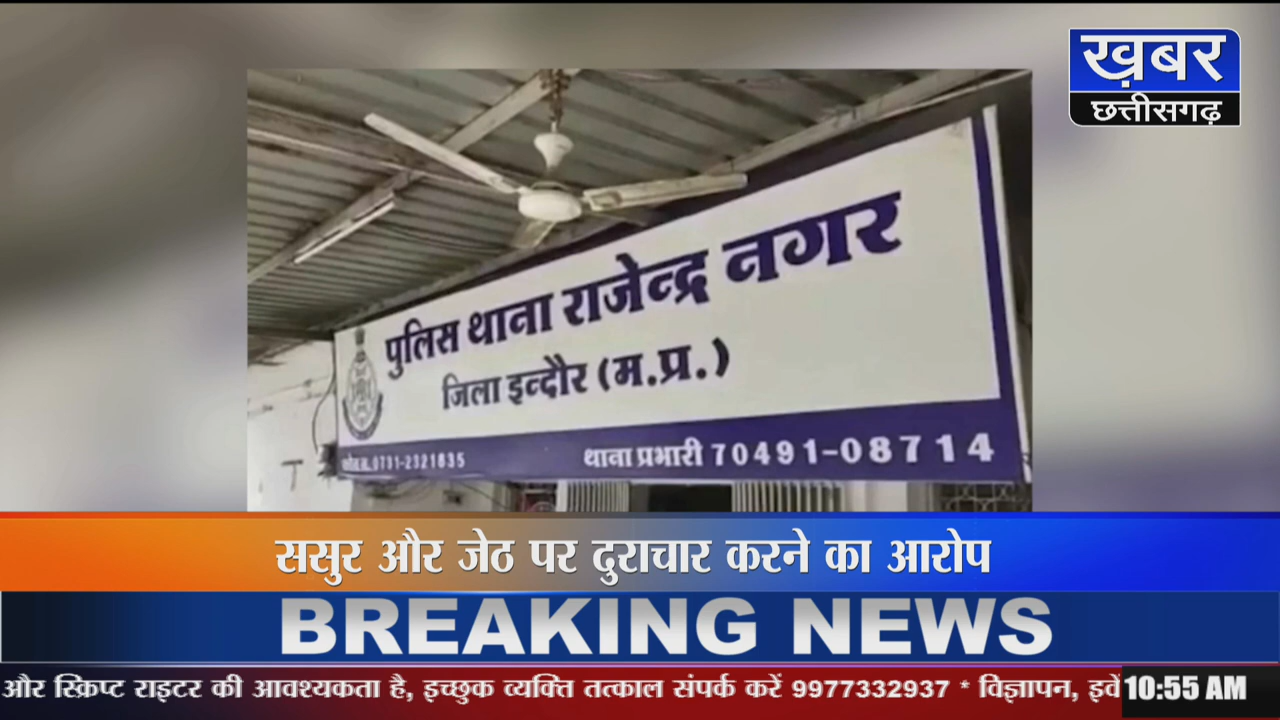 ख़बर
छत्तीसगढ़
पुलिस थाना राजेन्द्र नगर
जिला इन्दौर (म.प्र.)
0731-2321835
थाना प्रभारी 70491-08714
ससुर और जेठ पर दुराचार करने का आरोप
BREAKING NEWS
और स्क्रिप्ट राइटर की आवश्यकता है, इच्छुक व्यक्ति तत्काल संपर्क करें 9977332937 * विज्ञापन, इवे
10:55 AM